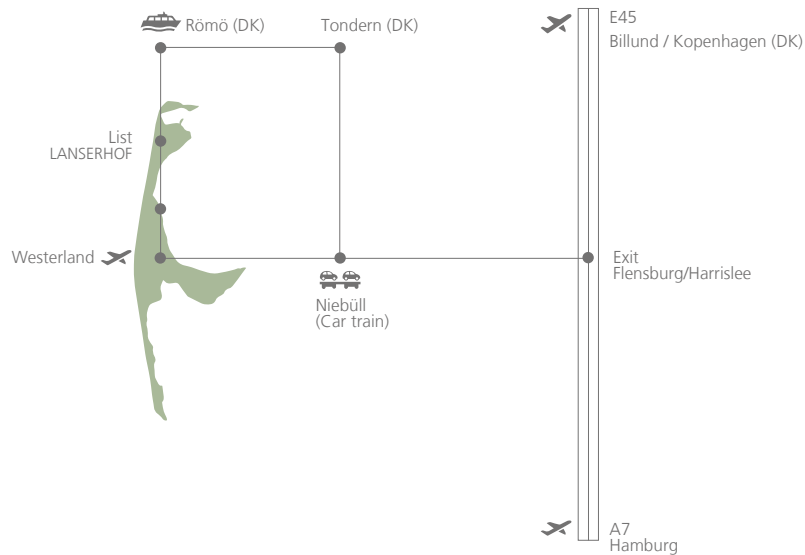 Römö (DK)
Tondern (DK)
E45
Billund / Kopenhagen (DK)
List
LANSERHOF
Westerland
Niebüll
(Car train)
Exit
Flensburg/Harrislee
A7
Hamburg